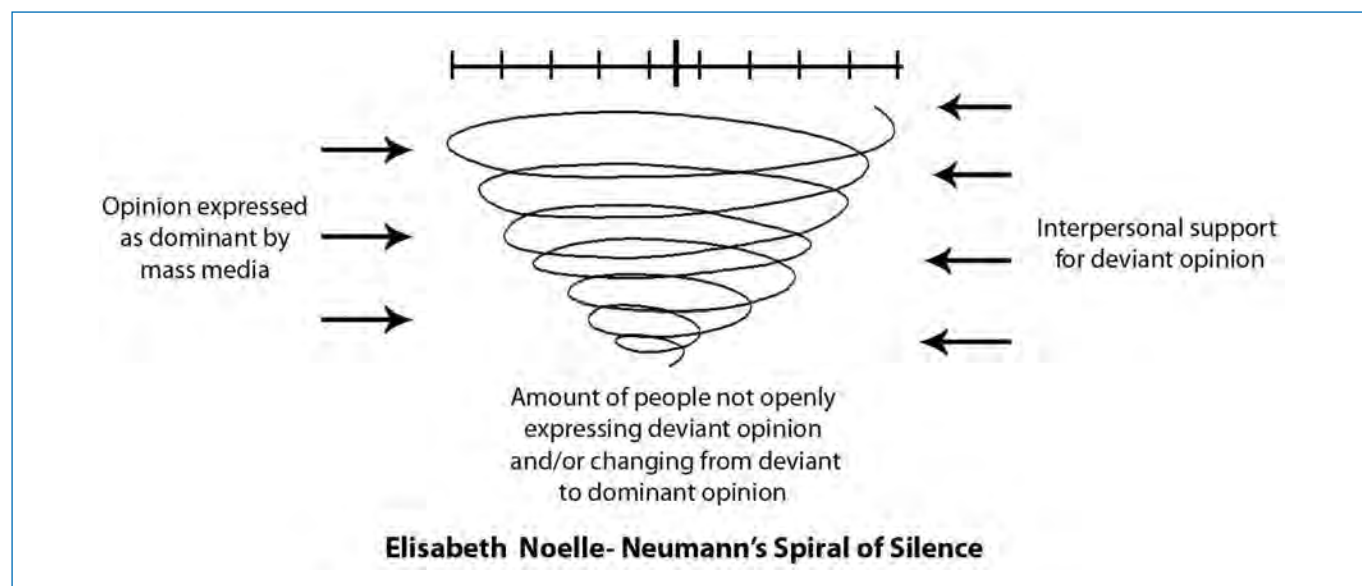 Opinion expressed
as dominant by
mass media
Interpersonal support
for deviant opinion
Amount of people not openly
expressing deviant opinion
and/or changing from deviant
to dominant opinion
Elisabeth Noelle- Neumann's Spiral of Silence